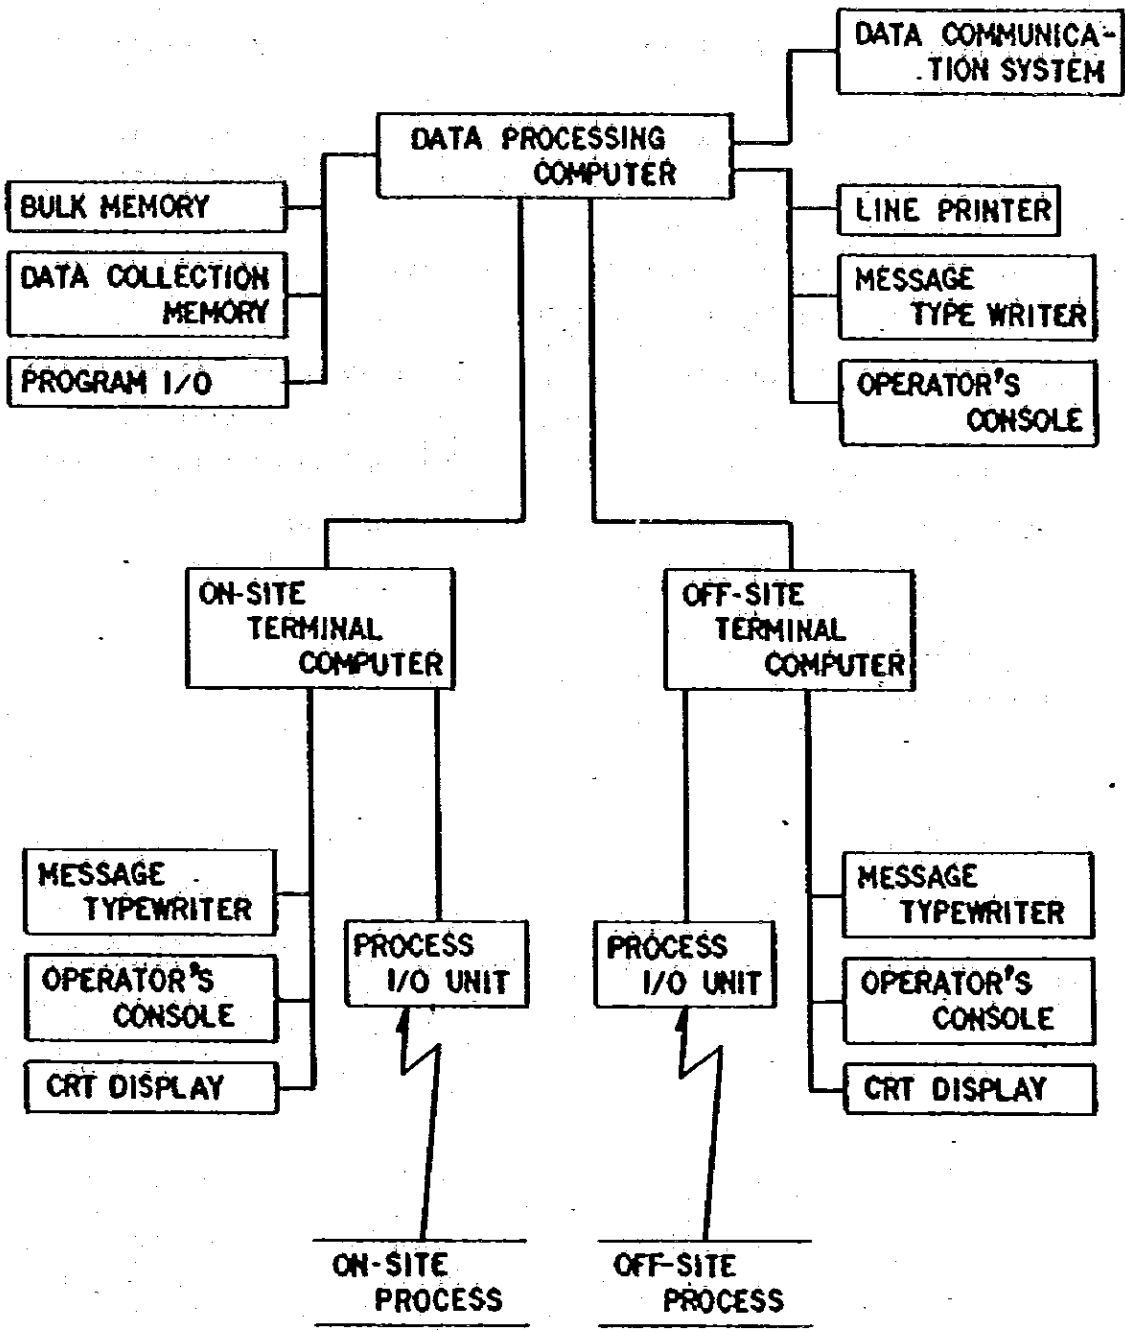 DATA COMMUNICA-
TION SYSTEM
DATA PROCESSING
COMPUTER
BULK MEMORY
DATA COLLECTION
MEMORY
PROGRAM I/O
LINE PRINTER
MESSAGE
TYPE WRITER
OPERATOR'S
CONSOLE
ON-SITE
TERMINAL
COMPUTER
OFF-SITE
TERMINAL
COMPUTER
MESSAGE
TYPEWRITER
OPERATOR'S
CONSOLE
CRT DISPLAY
PROCESS
I/O UNIT
PROCESS
I/O UNIT
MESSAGE
TYPEWRITER
OPERATOR'S
CONSOLE
CRT DISPLAY
ON-SITE
PROCESS
OFF-SITE
PROCESS